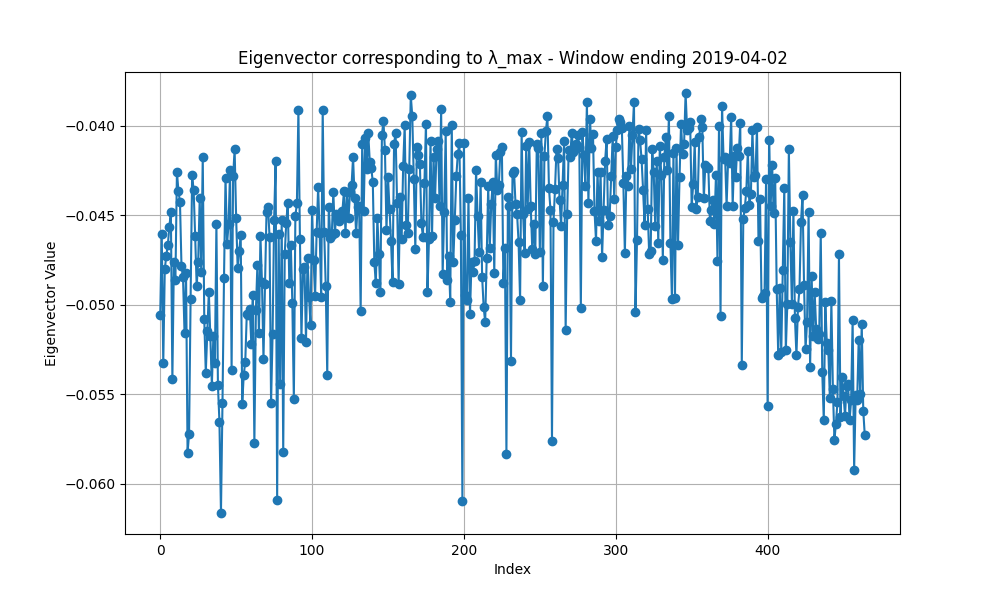 Eigenvector corresponding to λ_max - Window ending 2019-04-02
Eigenvector Value
−0.040
−0.045
−0.050
−0.055
−0.060
0 100 200 300 400
Index